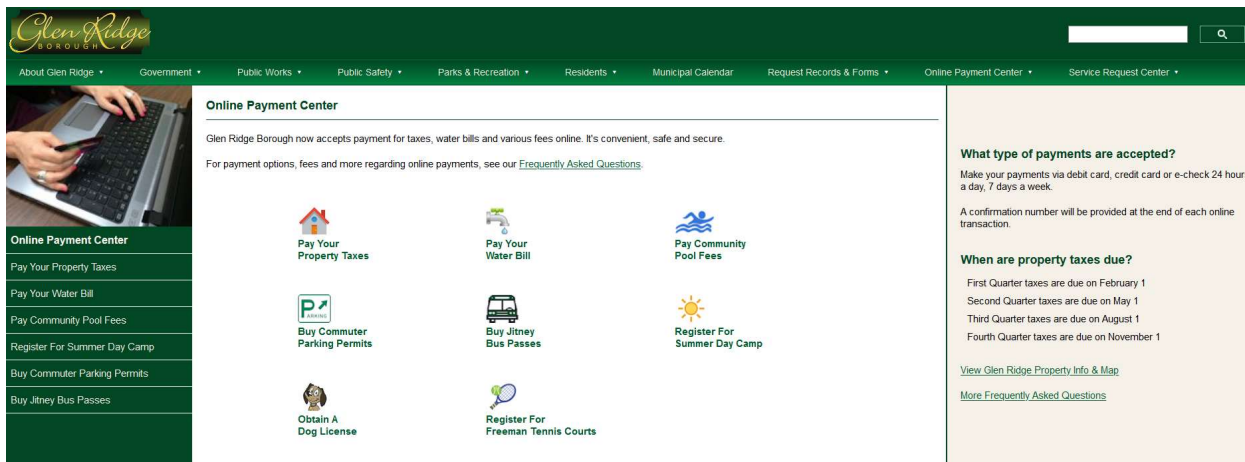 Glen Ridge
BOROUGH
About Glen Ridge
Government
Public Works
Public Safety
Parks & Recreation
Residents
Municipal Calendar
Request Records & Forms
Online Payment Center
Service Request Center
Online Payment Center
Pay Your Property Taxes
Pay Your Water Bill
Pay Community Pool Fees
Register For Summer Day Camp
Buy Commuter Parking Permits
Buy Jitney Bus Passes
Online Payment Center
Glen Ridge Borough now accepts payment for taxes, water bills and various fees online. It's convenient, safe and secure.
For payment options, fees and more regarding online payments, see our Frequently Asked Questions.
Pay Your
Property Taxes
Pay Your
Water Bill
Pay Community
Pool Fees
P
PARKING
Buy Commuter
Parking Permits
Buy Jitney
Bus Passes
Register For
Summer Day Camp
Obtain A
Dog License
Register For
Freeman Tennis Courts
What type of payments are accepted?
Make your payments via debit card, credit card or e-check 24 hour
a day, 7 days a week.
A confirmation number will be provided at the end of each online
transaction.
When are property taxes due?
First Quarter taxes are due on February 1
Second Quarter taxes are due on May 1
Third Quarter taxes are due on August 1
Fourth Quarter taxes are due on November 1
View Glen Ridge Property Info & Map
More Frequently Asked Questions